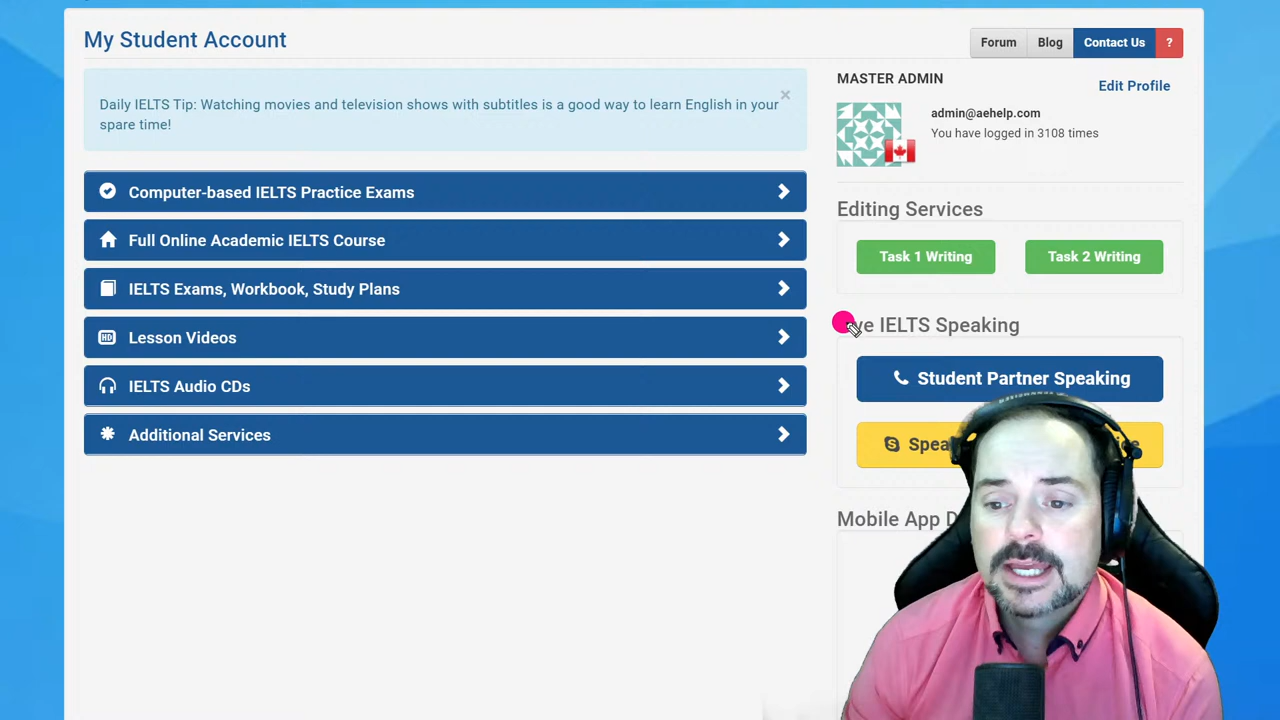 My Student Account
Forum
Blog
Contact Us
?
Daily IELTS Tip: Watching movies and television shows with subtitles is a good way to learn English in your
spare time!
×
MASTER ADMIN
Edit Profile
admin@aehelp.com
You have logged in 3108 times
Computer-based IELTS Practice Exams
Full Online Academic IELTS Course
IELTS Exams, Workbook, Study Plans
HD Lesson Videos
IELTS Audio CDs
Additional Services
Editing Services
Task 1 Writing
Task 2 Writing
IELTS Speaking
Student Partner Speaking
Mobile App